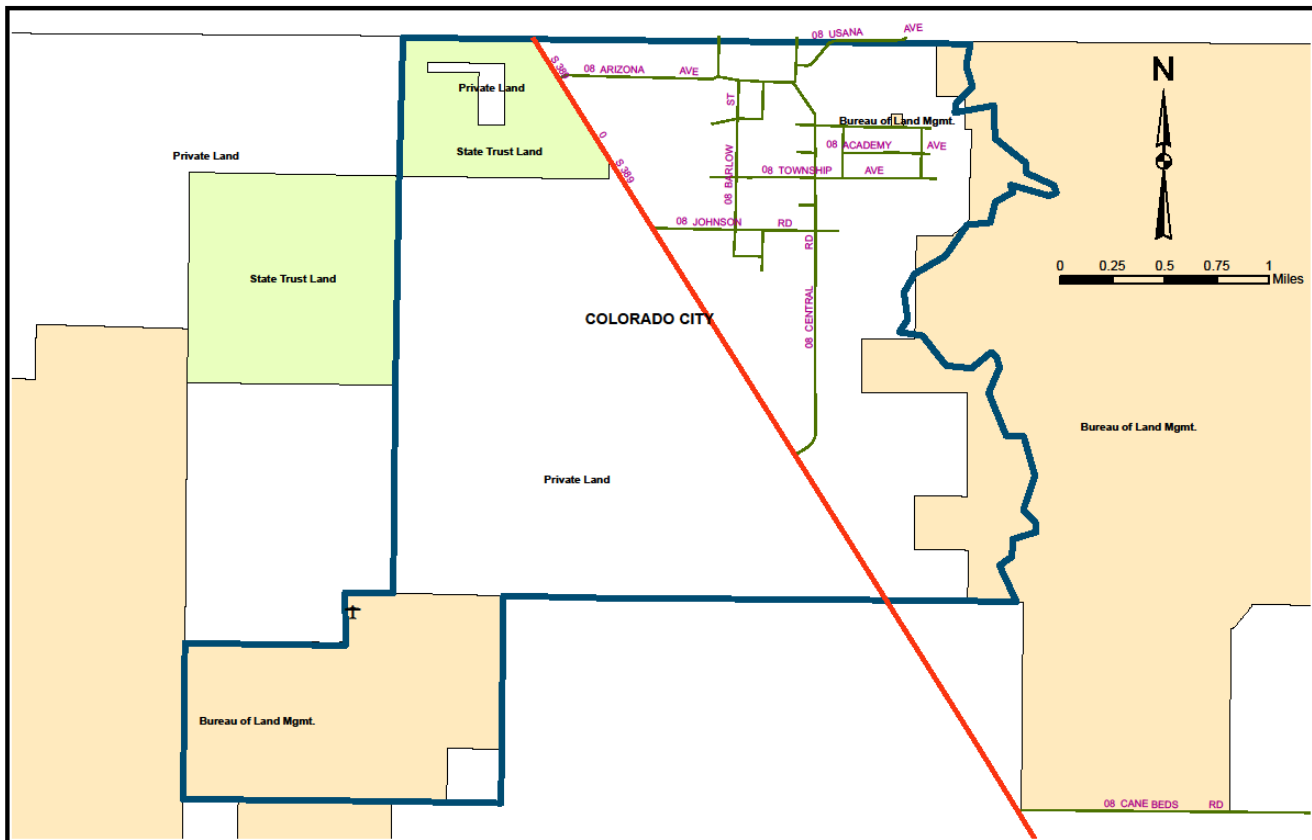 08 USANA AVE
S 389
08 ARIZONA AVE
N
Private Land
ST
Bureau of Land Mgmt.
0
Private Land
State Trust Land
08 ACADEMY AVE
S 389
08 TOWNSHIP AVE
08 BARLOW
08 JOHNSON RD
RD
0 0.25 0.5 0.75 1
Miles
State Trust Land
COLORADO CITY
08 CENTRAL
Bureau of Land Mgmt.
Private Land
Bureau of Land Mgmt.
08 CANE BEDS RD